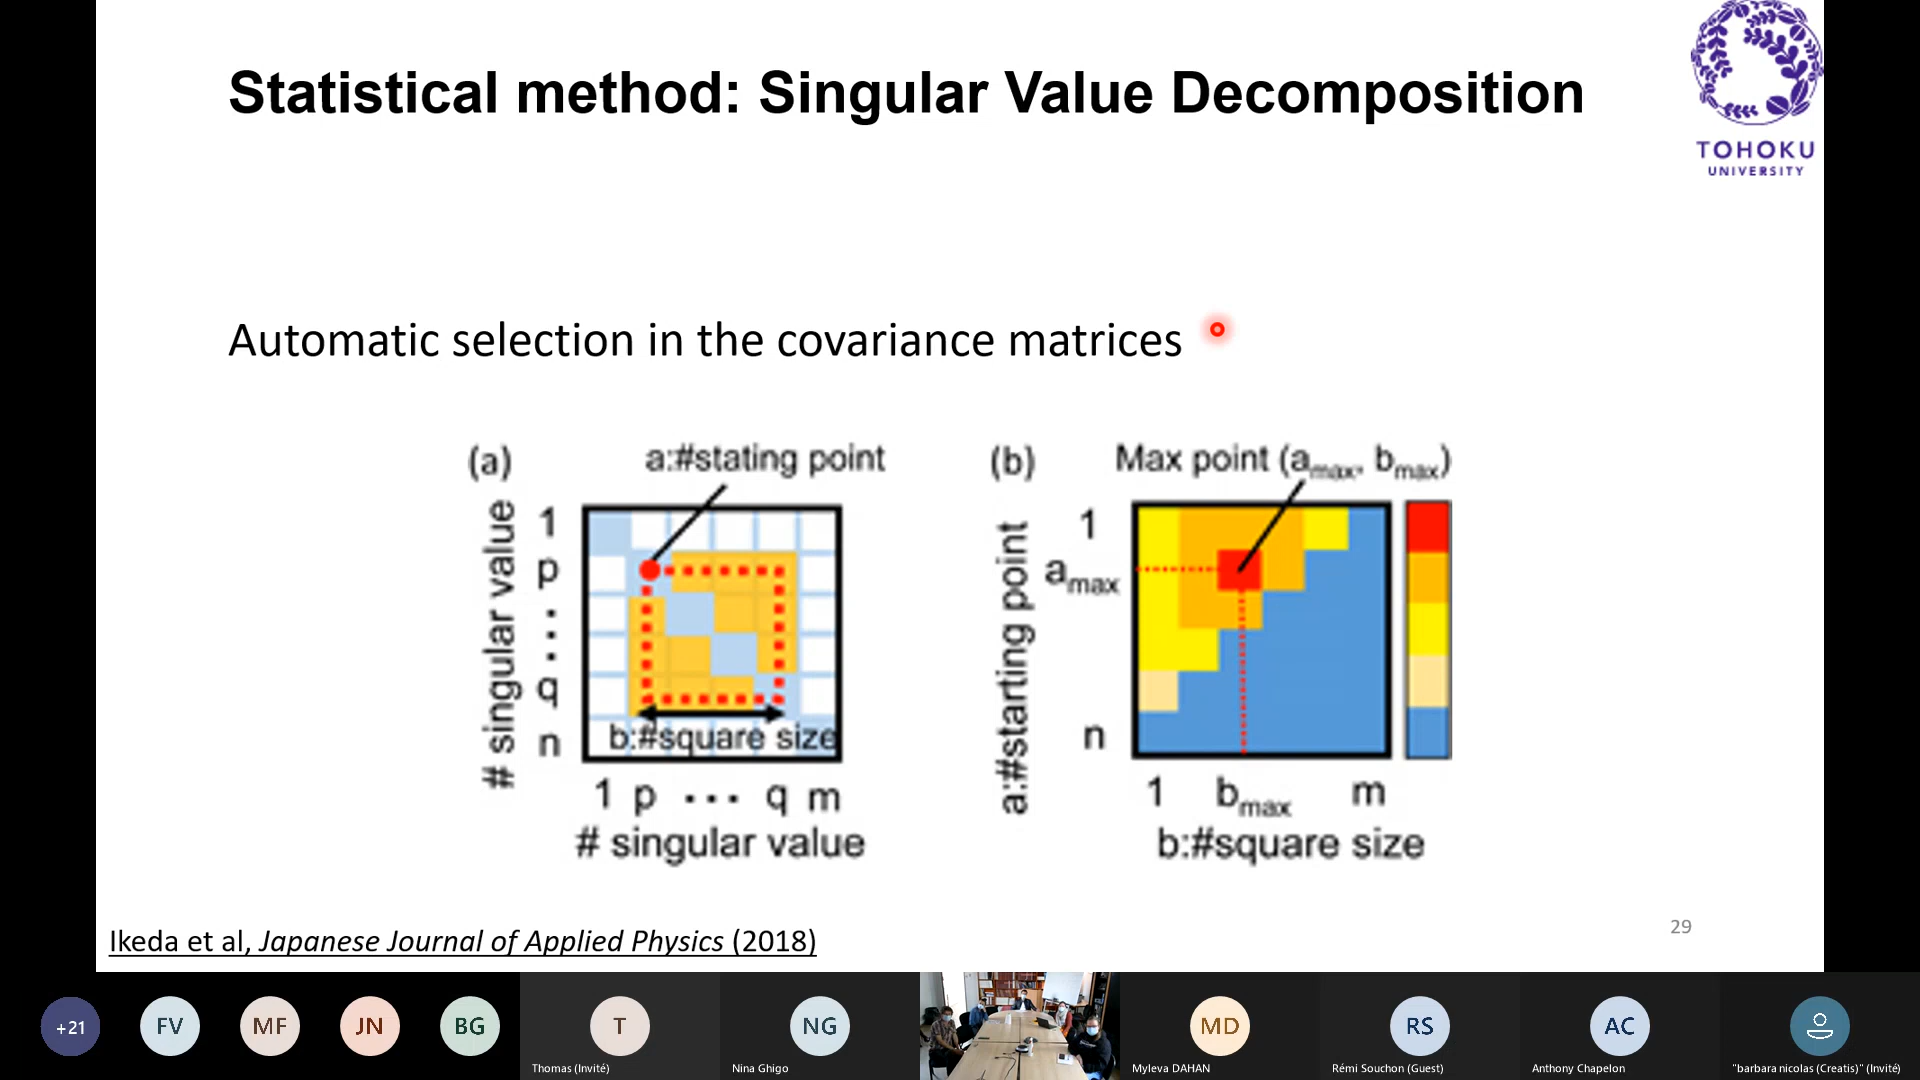 Statistical method: Singular Value Decomposition
TOHOKU
UNIVERSITY
Automatic selection in the covariance matrices
(a)
a:#stating point
# singular value
1
p
⋮
q
n
b:#square size
1 p ··· q m
# singular value
(b)
Max point (amax, bmax)
a:#starting point
1
amax
n
1 bmax m
b:#square size
Ikeda et al, Japanese Journal of Applied Physics (2018)
29
+21
FV
MF
JN
BG
T
Thomas (Invité)
NG
Nina Ghigo
MD
Myleva DAHAN
RS
Rémi Souchon (Guest)
AC
Anthony Chapelon
"barbara nicolas (Creatis)" (Invité)